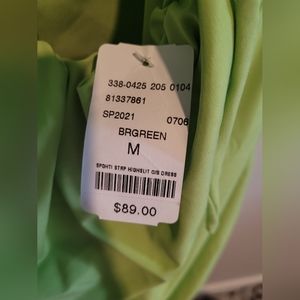 338-0425 205 0104
81337861
SP2021 0706
BRGREEN
M
SPGHTI STRP HIGHSLIT O/S DRESS
$89.00